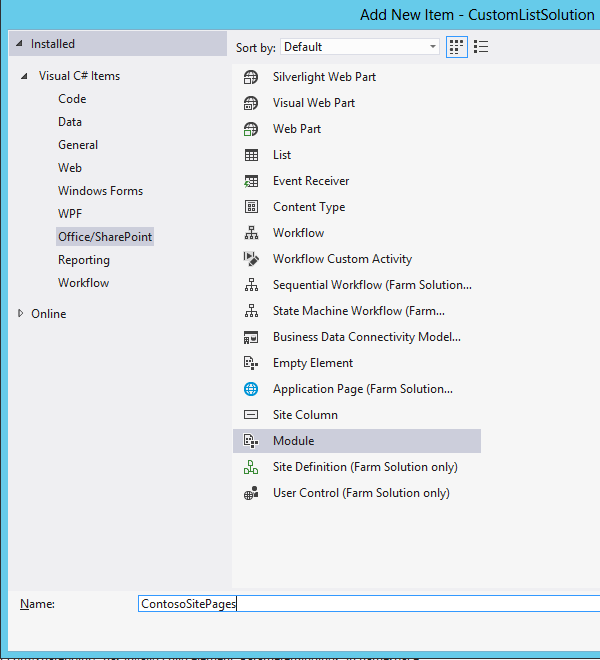 Add New Item - CustomListSolution
Installed
Sort by: Default
Visual C# Items
Code
Data
General
Web
Windows Forms
WPF
Office/SharePoint
Reporting
Workflow
Online
Silverlight Web Part
Visual Web Part
Web Part
List
Event Receiver
Content Type
Workflow
Workflow Custom Activity
Sequential Workflow (Farm Solution...
State Machine Workflow (Farm...
Business Data Connectivity Model...
Empty Element
Application Page (Farm Solution...
Site Column
Module
Site Definition (Farm Solution only)
User Control (Farm Solution only)
Name: ContosoSitePages